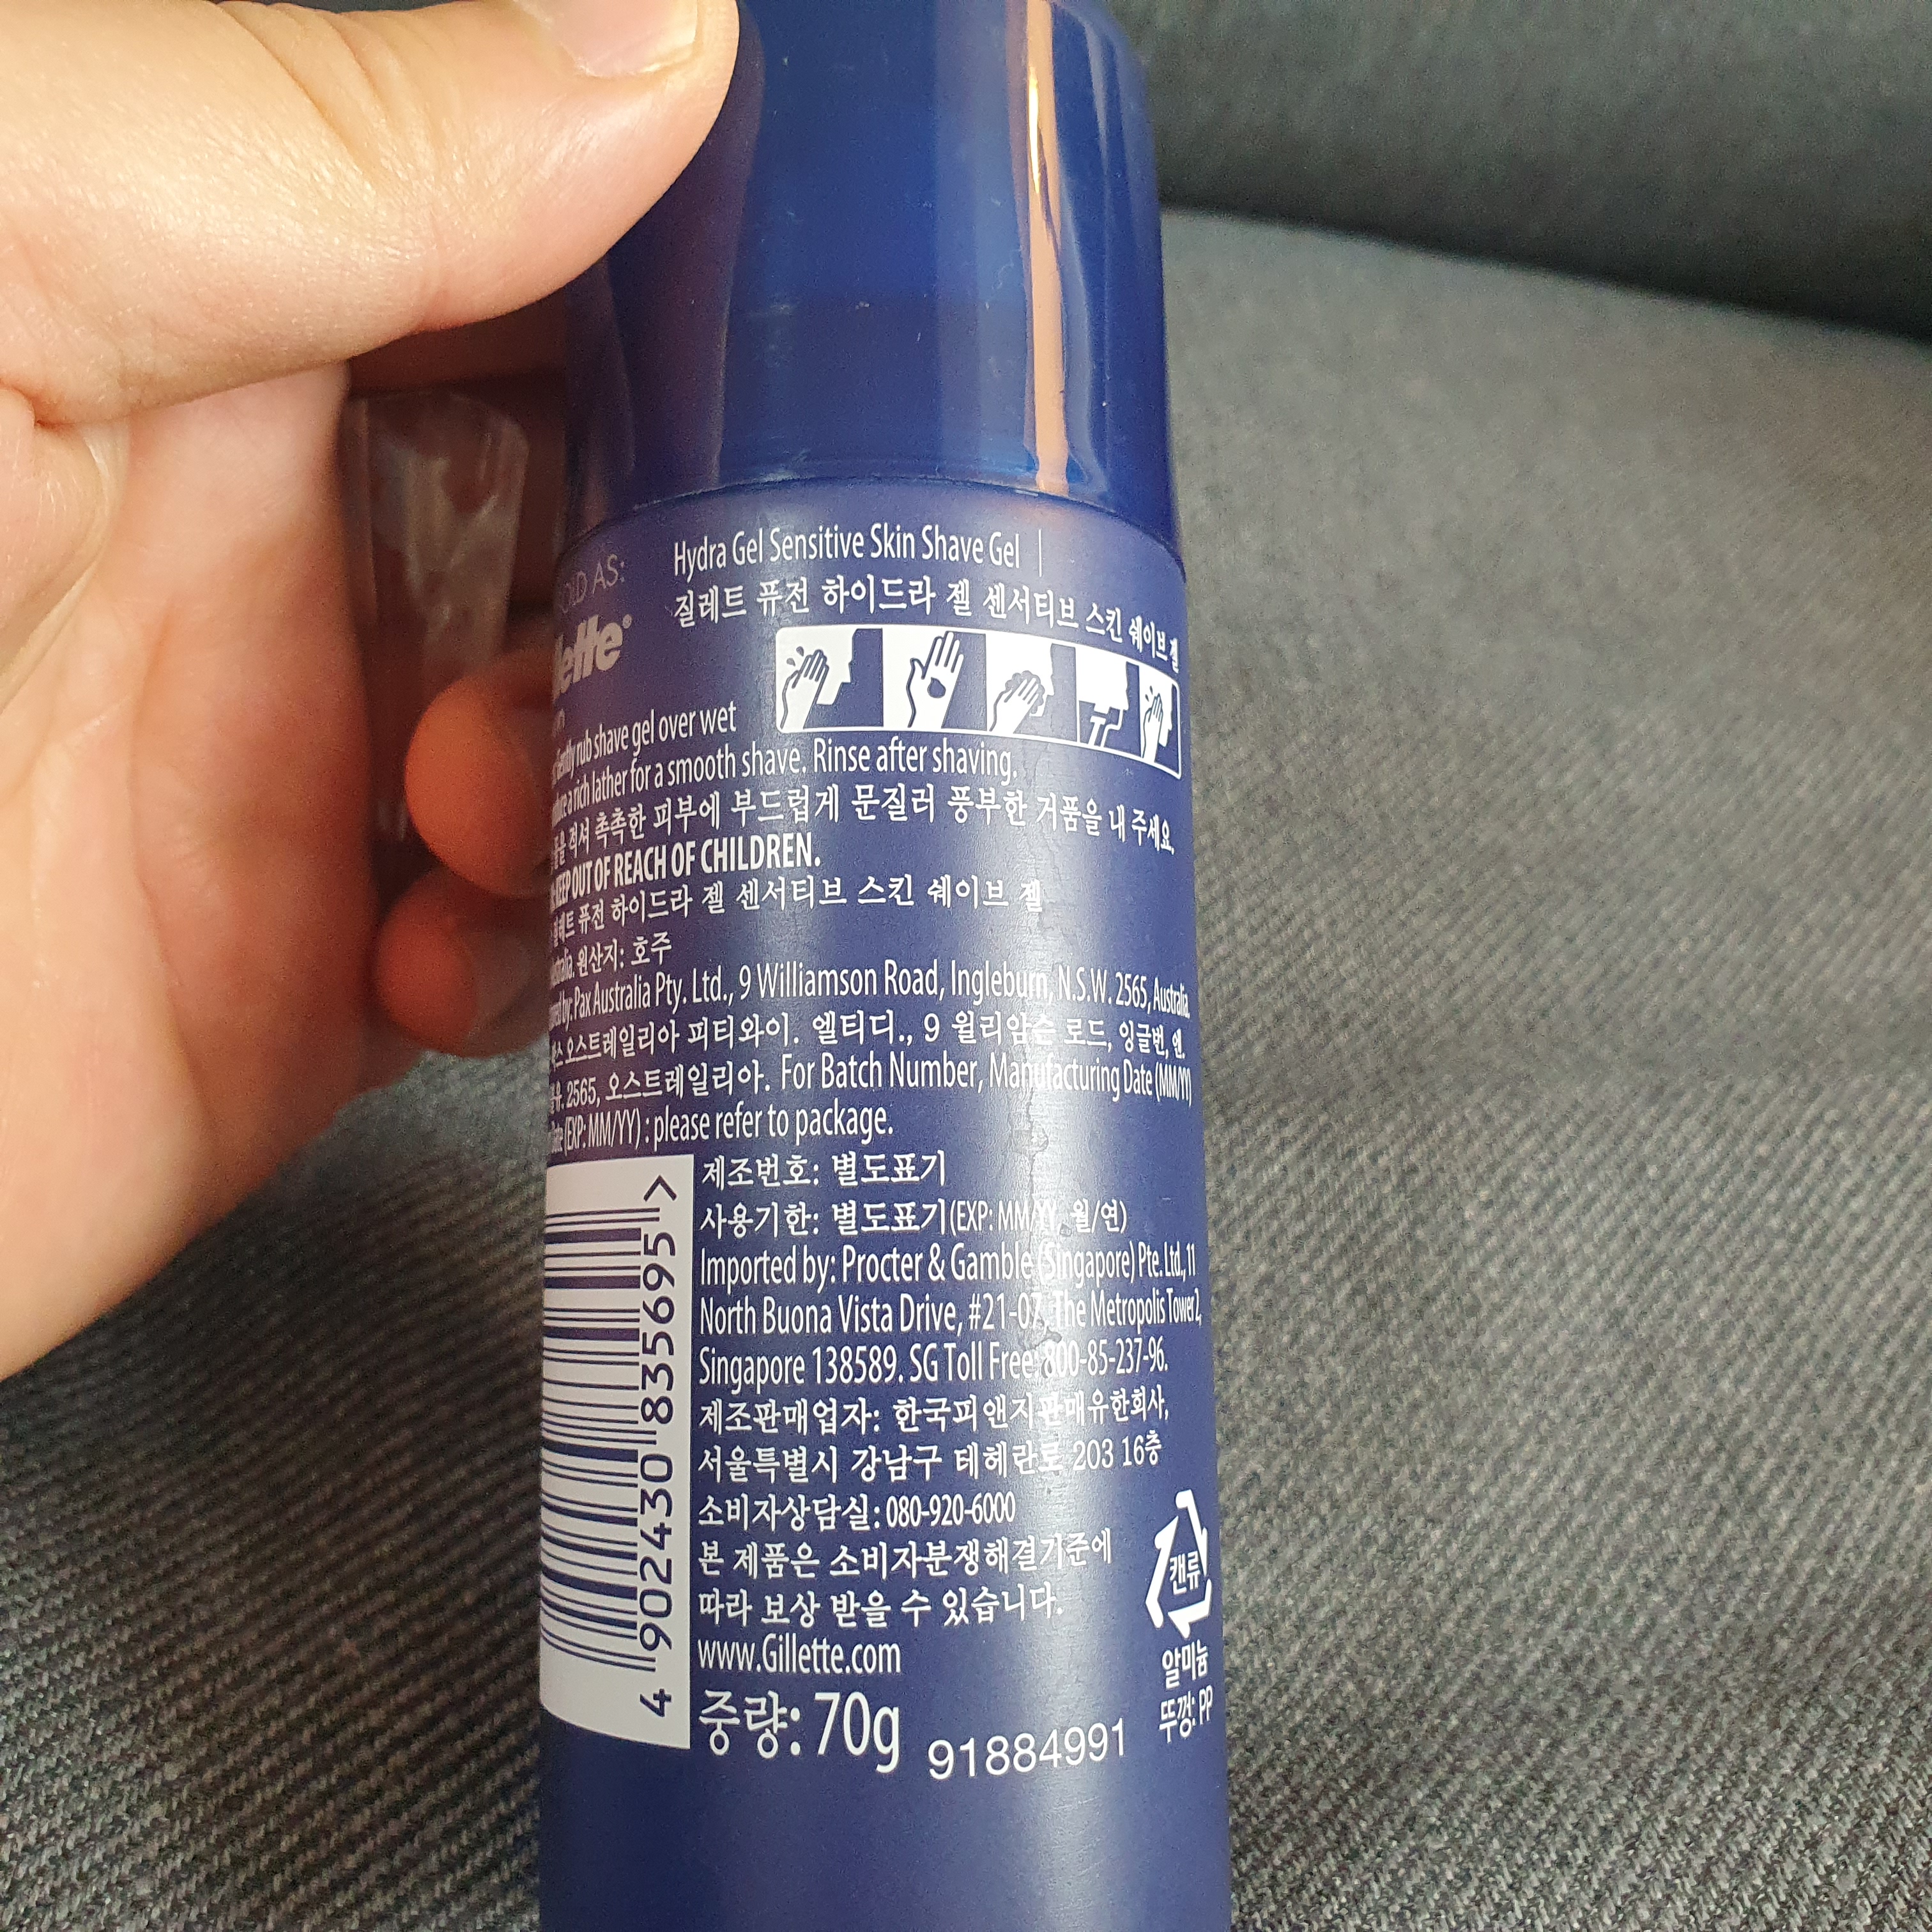 Hydra Gel Sensitive Skin Shave Gel |
질레트 퓨전 하이드라 젤 센서티브 스킨 쉐이브 젤
AS:
rub shave gel over wet
a rich lather for a smooth shave. Rinse after shaving.
적셔 촉촉한 피부에 부드럽게 문질러 풍부한 거품을 내 주세요.
KEEP OUT OF REACH OF CHILDREN.
퓨전 하이드라 젤 센서티브 스킨 쉐이브 젤
원산지: 호주
by: Pax Australia Pty. Ltd., 9 Williamson Road, Ingleburn, N.S.W. 2565, Australia.
오스트레일리아 피티와이. 엘티디., 9 윌리암슨 로드, 잉글번, 엔.
2565, 오스트레일리아. For Batch Number, Manufacturing Date (MM/YY)
(EXP: MM/YY) : please refer to package.
제조번호: 별도표기
사용기한: 별도표기(EXP: MM/YY, 월/연)
Imported by: Procter & Gamble (Singapore) Pte. Ltd., 11
North Buona Vista Drive, #21-07, The Metropolis Tower2,
Singapore 138589. SG Toll Free: 800-85-237-96.
제조판매업자: 한국피앤지판매유한회사,
서울특별시 강남구 테헤란로 203 16층
소비자상담실: 080-920-6000
본 제품은 소비자분쟁해결기준에
따라 보상 받을 수 있습니다.
www.Gillette.com
중량: 70g
91884991
4 902430 835695 >
캔류
알미늄
뚜껑: PP